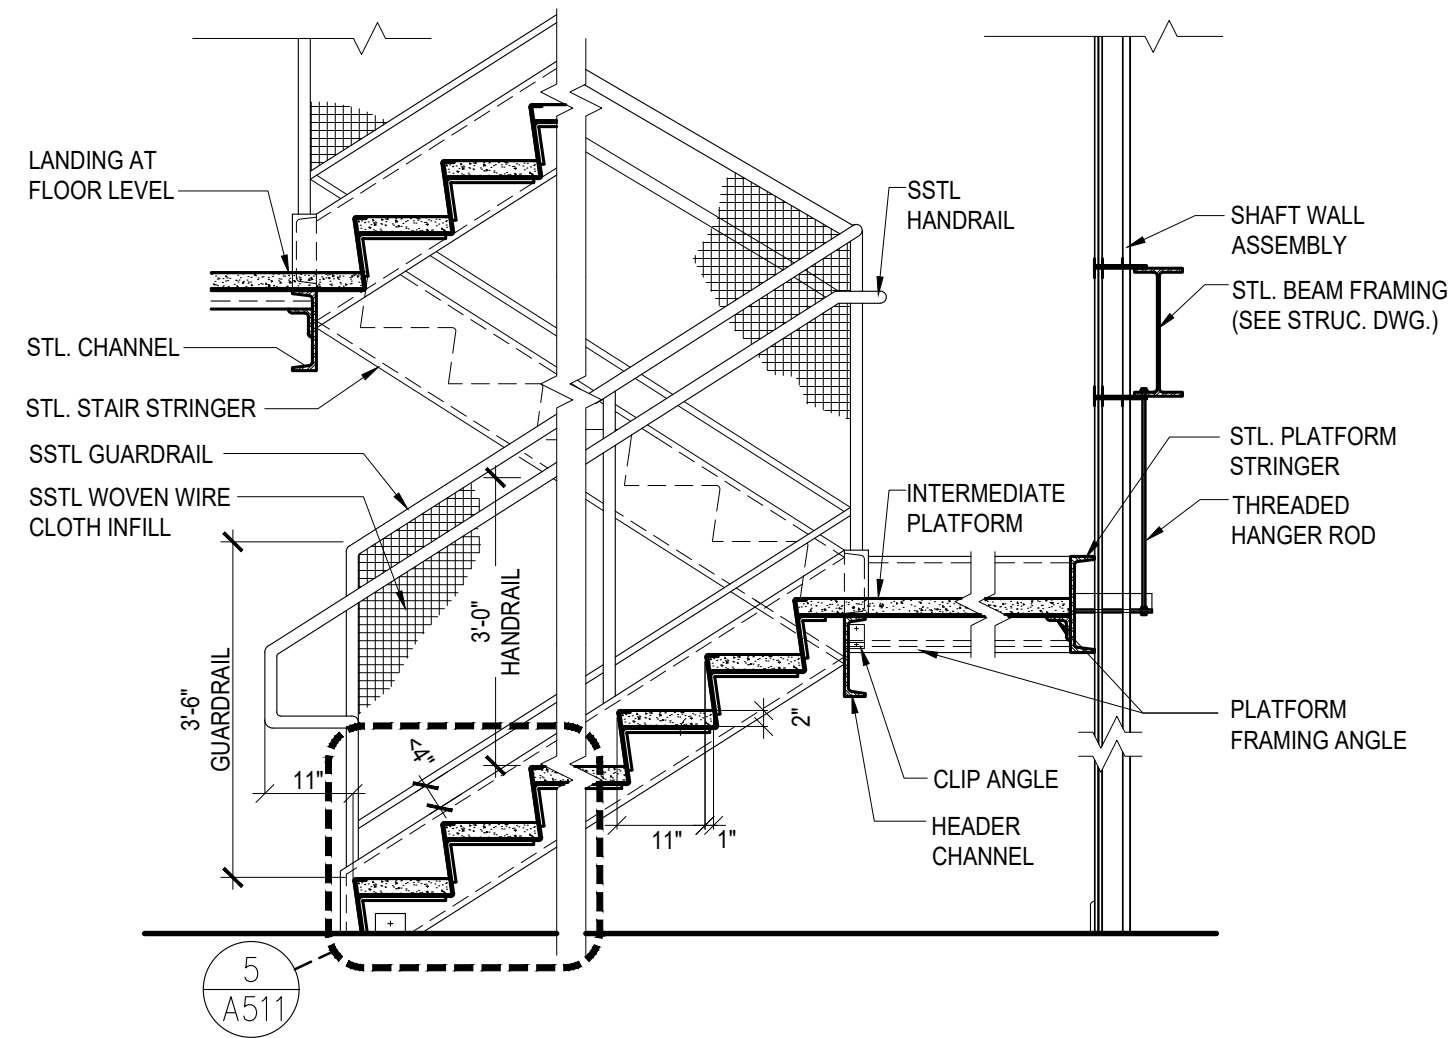 LANDING AT
FLOOR LEVEL
STL. CHANNEL
STL. STAIR STRINGER
SSTL GUARDRAIL
SSTL WOVEN WIRE
CLOTH INFILL
SSTL
HANDRAIL
SHAFT WALL
ASSEMBLY
STL. BEAM FRAMING
(SEE STRUC. DWG.)
STL. PLATFORM
STRINGER
INTERMEDIATE
PLATFORM
THREADED
HANGER ROD
3'-0"
HANDRAIL
3'-6"
GUARDRAIL
11"
<4"
2"
11"
1"
PLATFORM
FRAMING ANGLE
CLIP ANGLE
HEADER
CHANNEL
5
A511